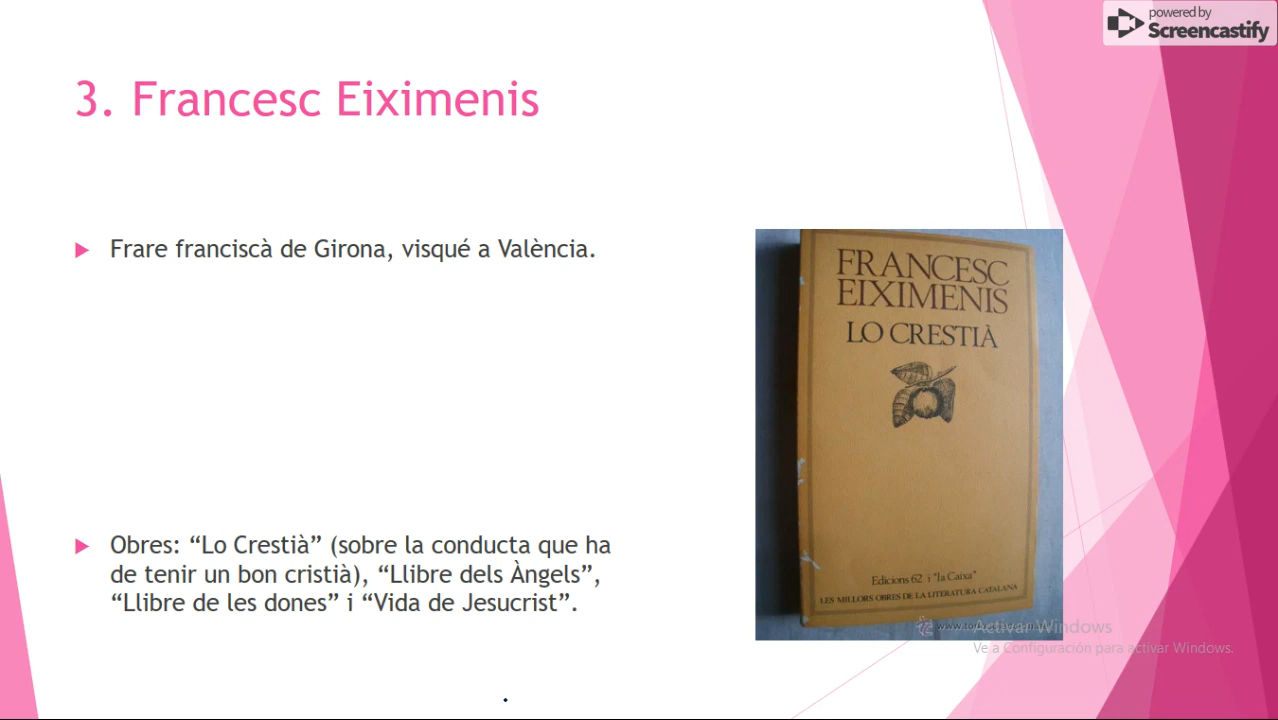 powered by
Screencastify
3. Francesc Eiximenis
Frare franciscà de Girona, visqué a València.
FRANCESC
EIXIMENIS
LO CRESTIÀ
Edicions 62 i "la Caixa"
LES MILLORS OBRES DE LA LITERATURA CATALANA
Obres: “Lo Crestià” (sobre la conducta que ha
de tenir un bon cristià), “Llibre dels Àngels”,
“Llibre de les dones” i “Vida de Jesucrist”.
Activar Windows
Ve a Configuración para activar Windows.